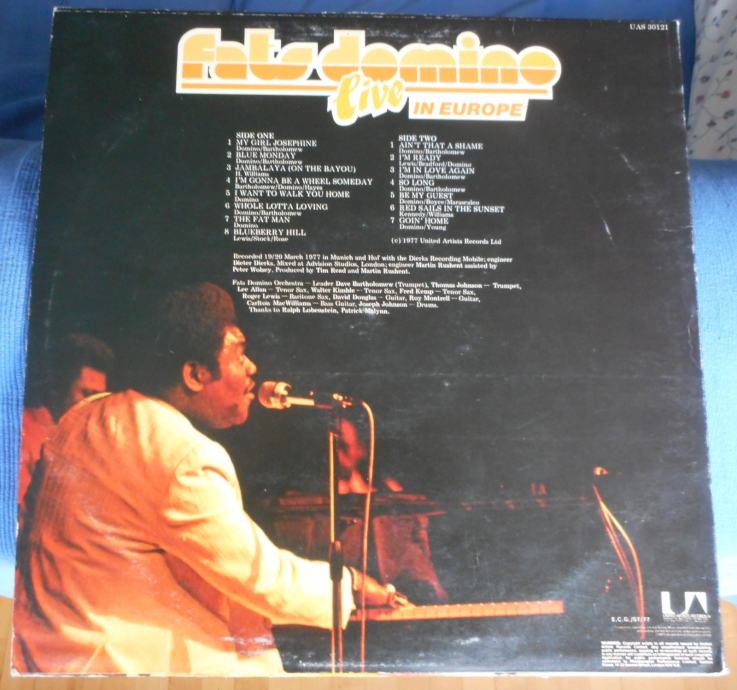 UAS 30121
fats domino
live IN EUROPE
SIDE ONE
1 MY GIRL JOSEPHINE
Domino/Bartholomew
2 BLUE MONDAY
Domino/Bartholomew
3 JAMBALAYA (ON THE BAYOU)
H. Williams
4 I'M GONNA BE A WHEEL SOMEDAY
Bartholomew/Domino/Hayes
5 I WANT TO WALK YOU HOME
Domino
6 WHOLE LOTTA LOVING
Domino/Bartholomew
7 THE FAT MAN
Domino
8 BLUEBERRY HILL
Lewis/Stock/Rose
SIDE TWO
1 AIN'T THAT A SHAME
Domino/Bartholomew
2 I'M READY
Lewis/Bradford/Domino
3 I'M IN LOVE AGAIN
Domino/Bartholomew
4 SO LONG
Domino/Bartholomew
5 BE MY GUEST
Domino/Boyce/Marascalco
6 RED SAILS IN THE SUNSET
Kennedy/Williams
7 GOIN' HOME
Domino/Young
(c) 1977 United Artists Records Ltd
Recorded 19/20 March 1977 in Munich and Hof with the Dierks Recording Mobile; engineer
Dieter Dierks. Mixed at Advision Studios, London; engineer Martin Rushent assisted by
Peter Wolsey. Produced by Tim Read and Martin Rushent.
Fats Domino Orchestra — Leader Dave Bartholomew (Trumpet), Thomas Johnson — Trumpet,
Lee Allan — Tenor Sax, Walter Kimble — Tenor Sax, Fred Kemp — Tenor Sax,
Roger Lewis — Baritone Sax, David Douglas — Guitar, Roy Montrell — Guitar,
Carlton MacWilliams — Bass Guitar, Joseph Johnson — Drums.
Thanks to Ralph Lobenstein, Patrick Malynn.
UA
E.C.G./ST/77